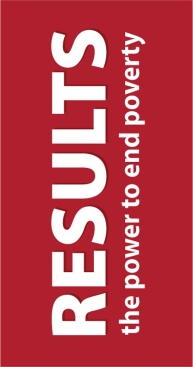 RESULTS
the power to end poverty